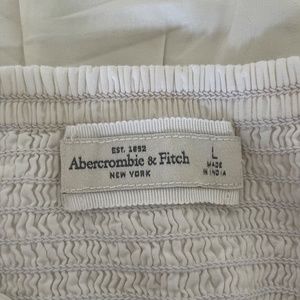 EST. 1892
Abercrombie & Fitch
NEW YORK
L
MADE
IN INDIA